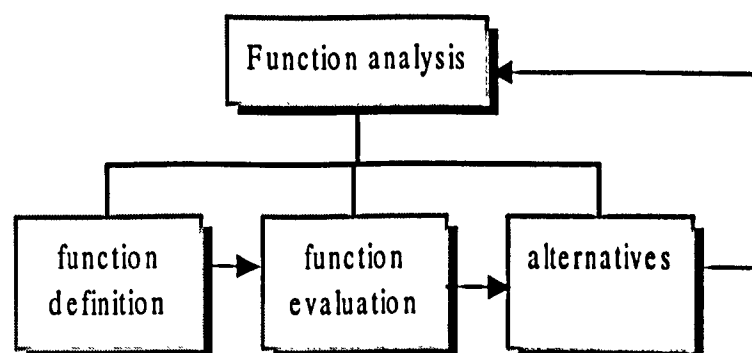 Function analysis
function
definition
function
evaluation
alternatives